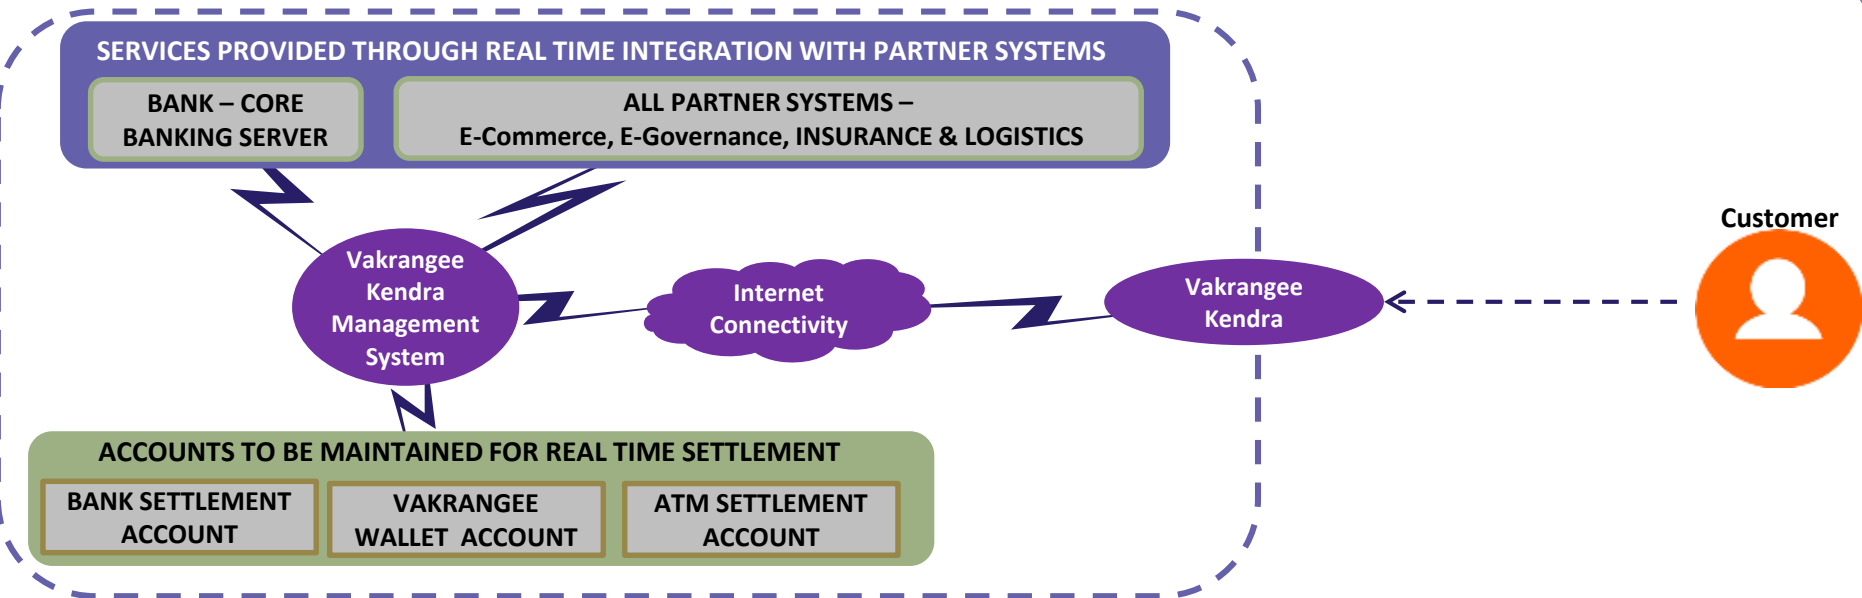 SERVICES PROVIDED THROUGH REAL TIME INTEGRATION WITH PARTNER SYSTEMS
BANK – CORE
BANKING SERVER
ALL PARTNER SYSTEMS –
E-Commerce, E-Governance, INSURANCE & LOGISTICS
Customer
Vakrangee
Kendra
Management
System
Internet
Connectivity
Vakrangee
Kendra
ACCOUNTS TO BE MAINTAINED FOR REAL TIME SETTLEMENT
BANK SETTLEMENT
ACCOUNT
VAKRANGEE
WALLET ACCOUNT
ATM SETTLEMENT
ACCOUNT